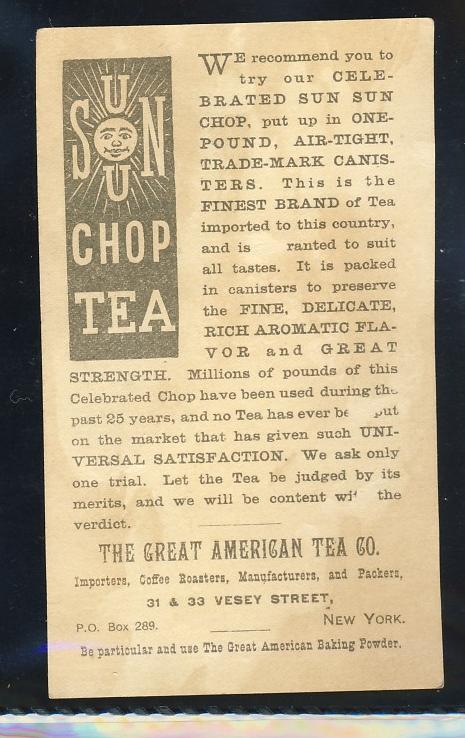 SUN
SUN
CHOP
TEA
WE recommend you to
try our CELE-
BRATED SUN SUN
CHOP, put up in ONE-
POUND, AIR-TIGHT,
TRADE-MARK CANIS-
TERS. This is the
FINEST BRAND of Tea
imported to this country,
and is ranted to suit
all tastes. It is packed
in canisters to preserve
the FINE, DELICATE,
RICH AROMATIC FLA-
VOR and GREAT
STRENGTH. Millions of pounds of this
Celebrated Chop have been used during the
past 25 years, and no Tea has ever be put
on the market that has given such UNI-
VERSAL SATISFACTION. We ask only
one trial. Let the Tea be judged by its
merits, and we will be content wi the
verdict.
THE GREAT AMERICAN TEA CO.
Importers, Coffee Roasters, Manufacturers, and Packers,
31 & 33 VESEY STREET,
P.O. Box 289. NEW YORK.
Be particular and use The Great American Baking Powder.